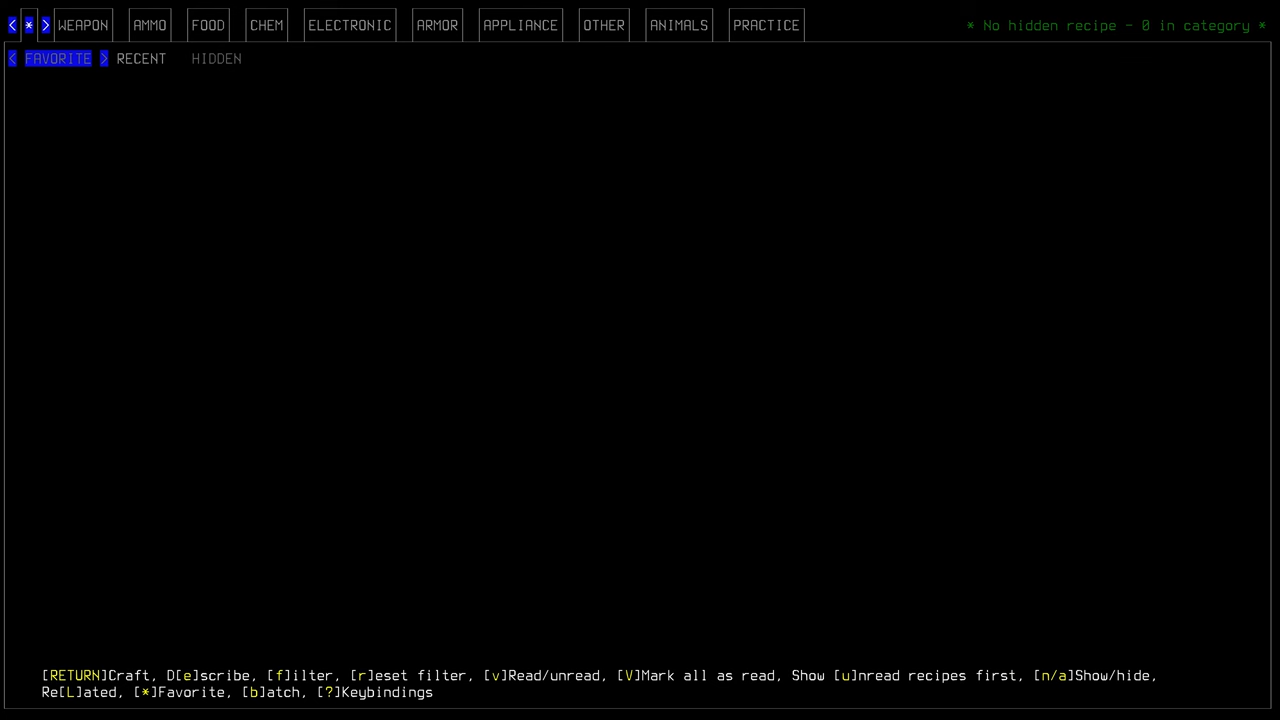 < * > WEAPON AMMO FOOD CHEM ELECTRONIC ARMOR APPLIANCE OTHER ANIMALS PRACTICE * No hidden recipe - 0 in category *
< FAVORITE > RECENT HIDDEN
[RETURN]Craft, D[e]scribe, [f]ilter, [r]eset filter, [v]Read/unread, [V]Mark all as read, Show [u]nread recipes first, [n/a]Show/hide,
Re[L]ated, [*]Favorite, [b]atch, [?]Keybindings